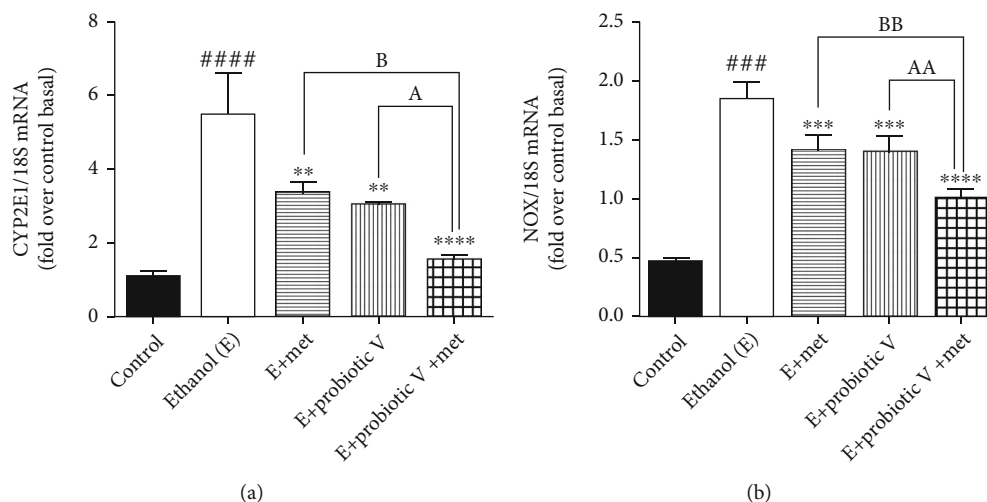 CYP2E1/18S mRNA
(fold over control basal)
8
6
4
2
0
####
**
**
****
B
A
Control
Ethanol (E)
E+met
E+probiotic V
E+probiotic V +met
(a)
NOX/18S mRNA
(fold over control basal)
2.5
2.0
1.5
1.0
0.5
0.0
###
***
***
****
BB
AA
Control
Ethanol (E)
E+met
E+probiotic V
E+probiotic V +met
(b)